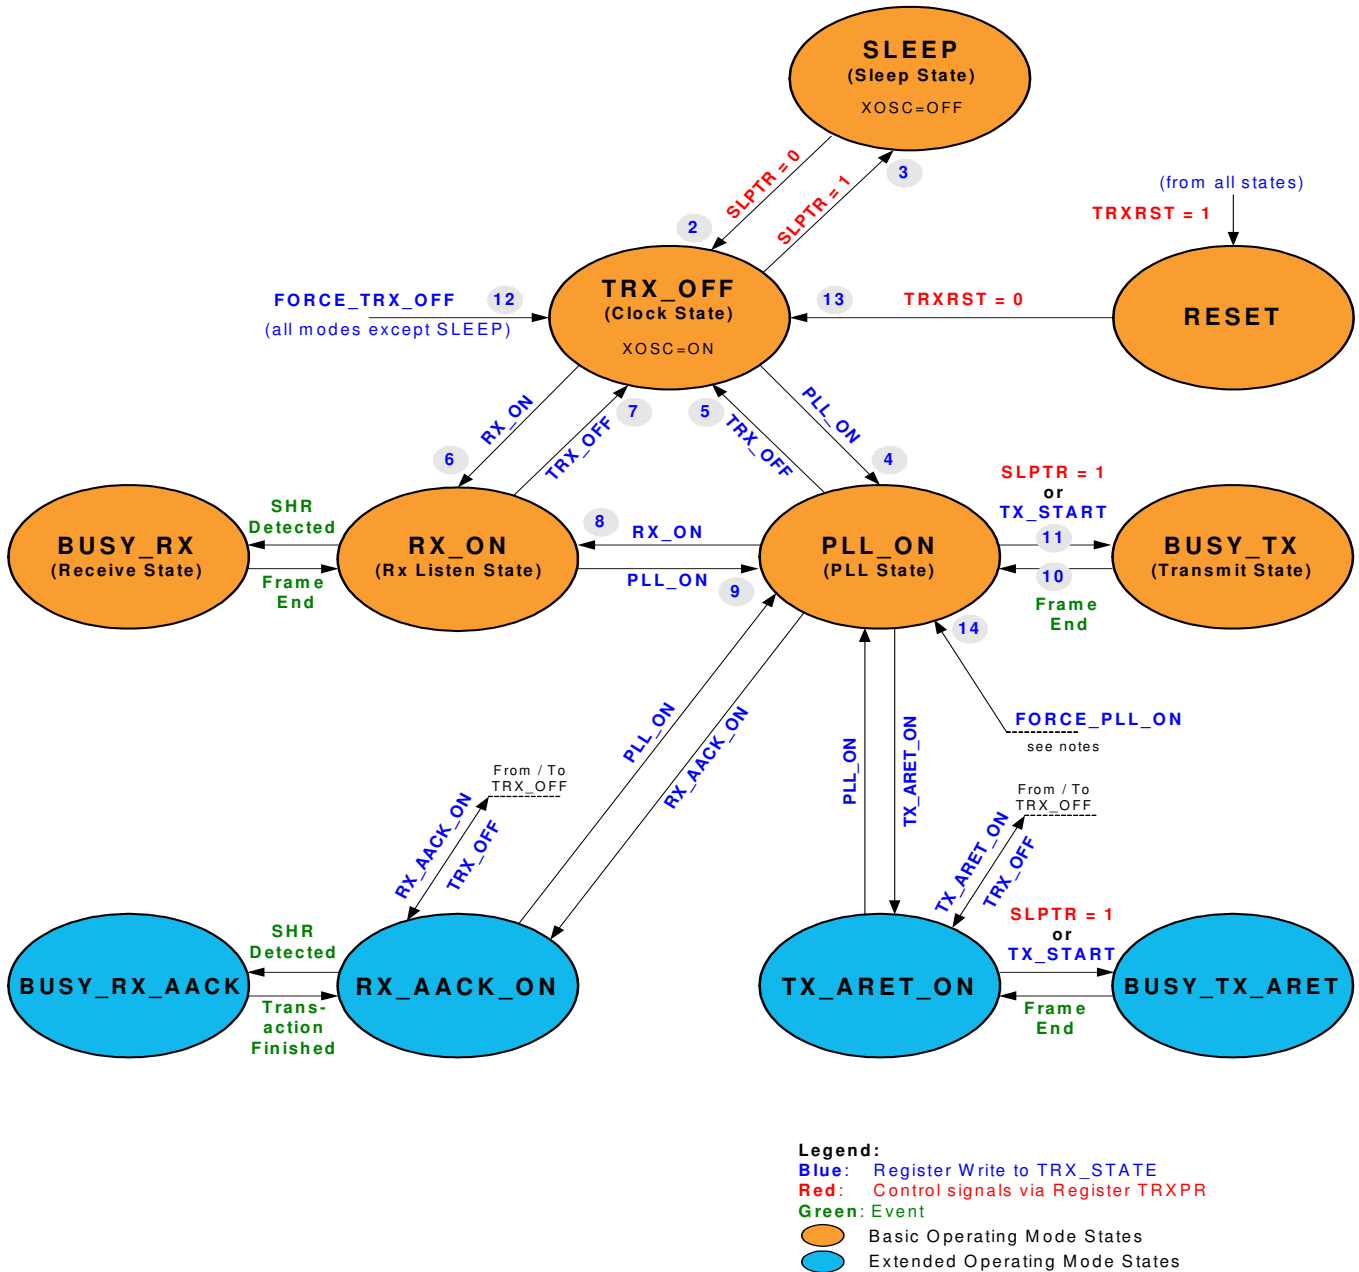 SLEEP
(Sleep State)
XOSC=OFF
SLPTR = 0
SLPTR = 1
3
2
(from all states)
TRXRST = 1
FORCE_TRX_OFF
12
(all modes except SLEEP)
TRX_OFF
(Clock State)
XOSC=ON
13
TRXRST = 0
RESET
RX_ON
7
TRX_OFF
5
TRX_OFF
PLL_ON
6
4
SHR
Detected
BUSY_RX
(Receive State)
Frame
End
RX_ON
(Rx Listen State)
8
RX_ON
PLL_ON
9
PLL_ON
(PLL State)
SLPTR = 1
or
TX_START
11
10
Frame
End
BUSY_TX
(Transmit State)
14
FORCE_PLL_ON
see notes
PLL_ON
RX_AACK_ON
PLL_ON
TX_ARET_ON
From / To
TRX_OFF
RX_AACK_ON
TRX_OFF
From / To
TRX_OFF
TX_ARET_ON
TRX_OFF
SHR
Detected
BUSY_RX_AACK
Trans-
action
Finished
RX_AACK_ON
TX_ARET_ON
SLPTR = 1
or
TX_START
Frame
End
BUSY_TX_ARET
Legend:
Blue: Register Write to TRX_STATE
Red: Control signals via Register TRXPR
Green: Event
Basic Operating Mode States
Extended Operating Mode States